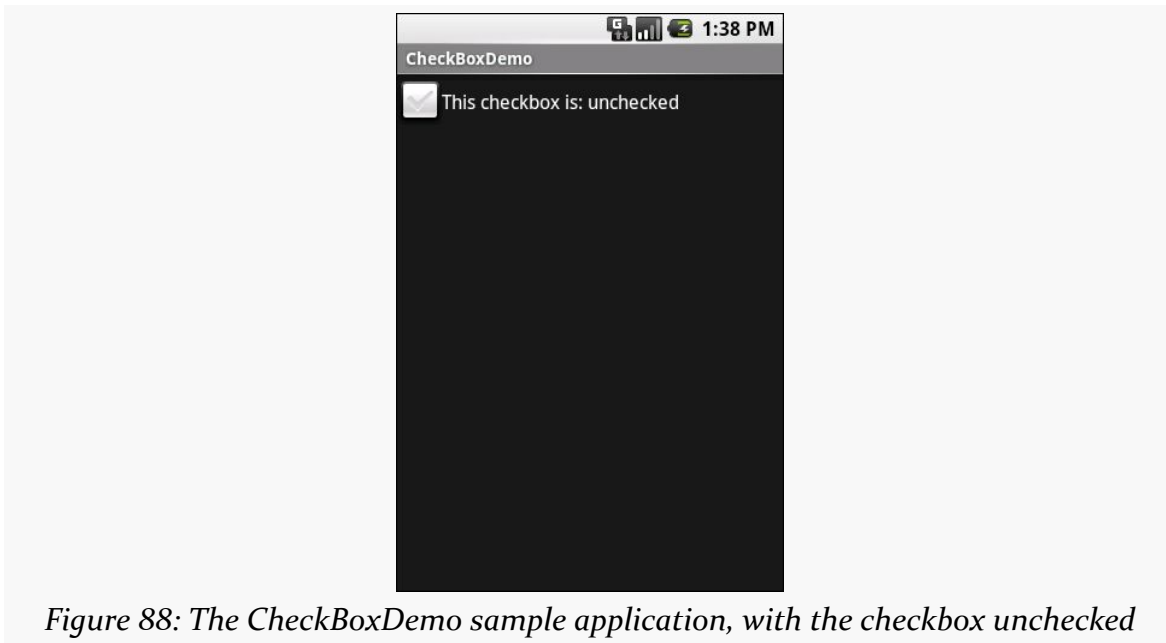 G
1:38 PM
CheckBoxDemo
This checkbox is: unchecked
Figure 88: The CheckBoxDemo sample application, with the checkbox unchecked